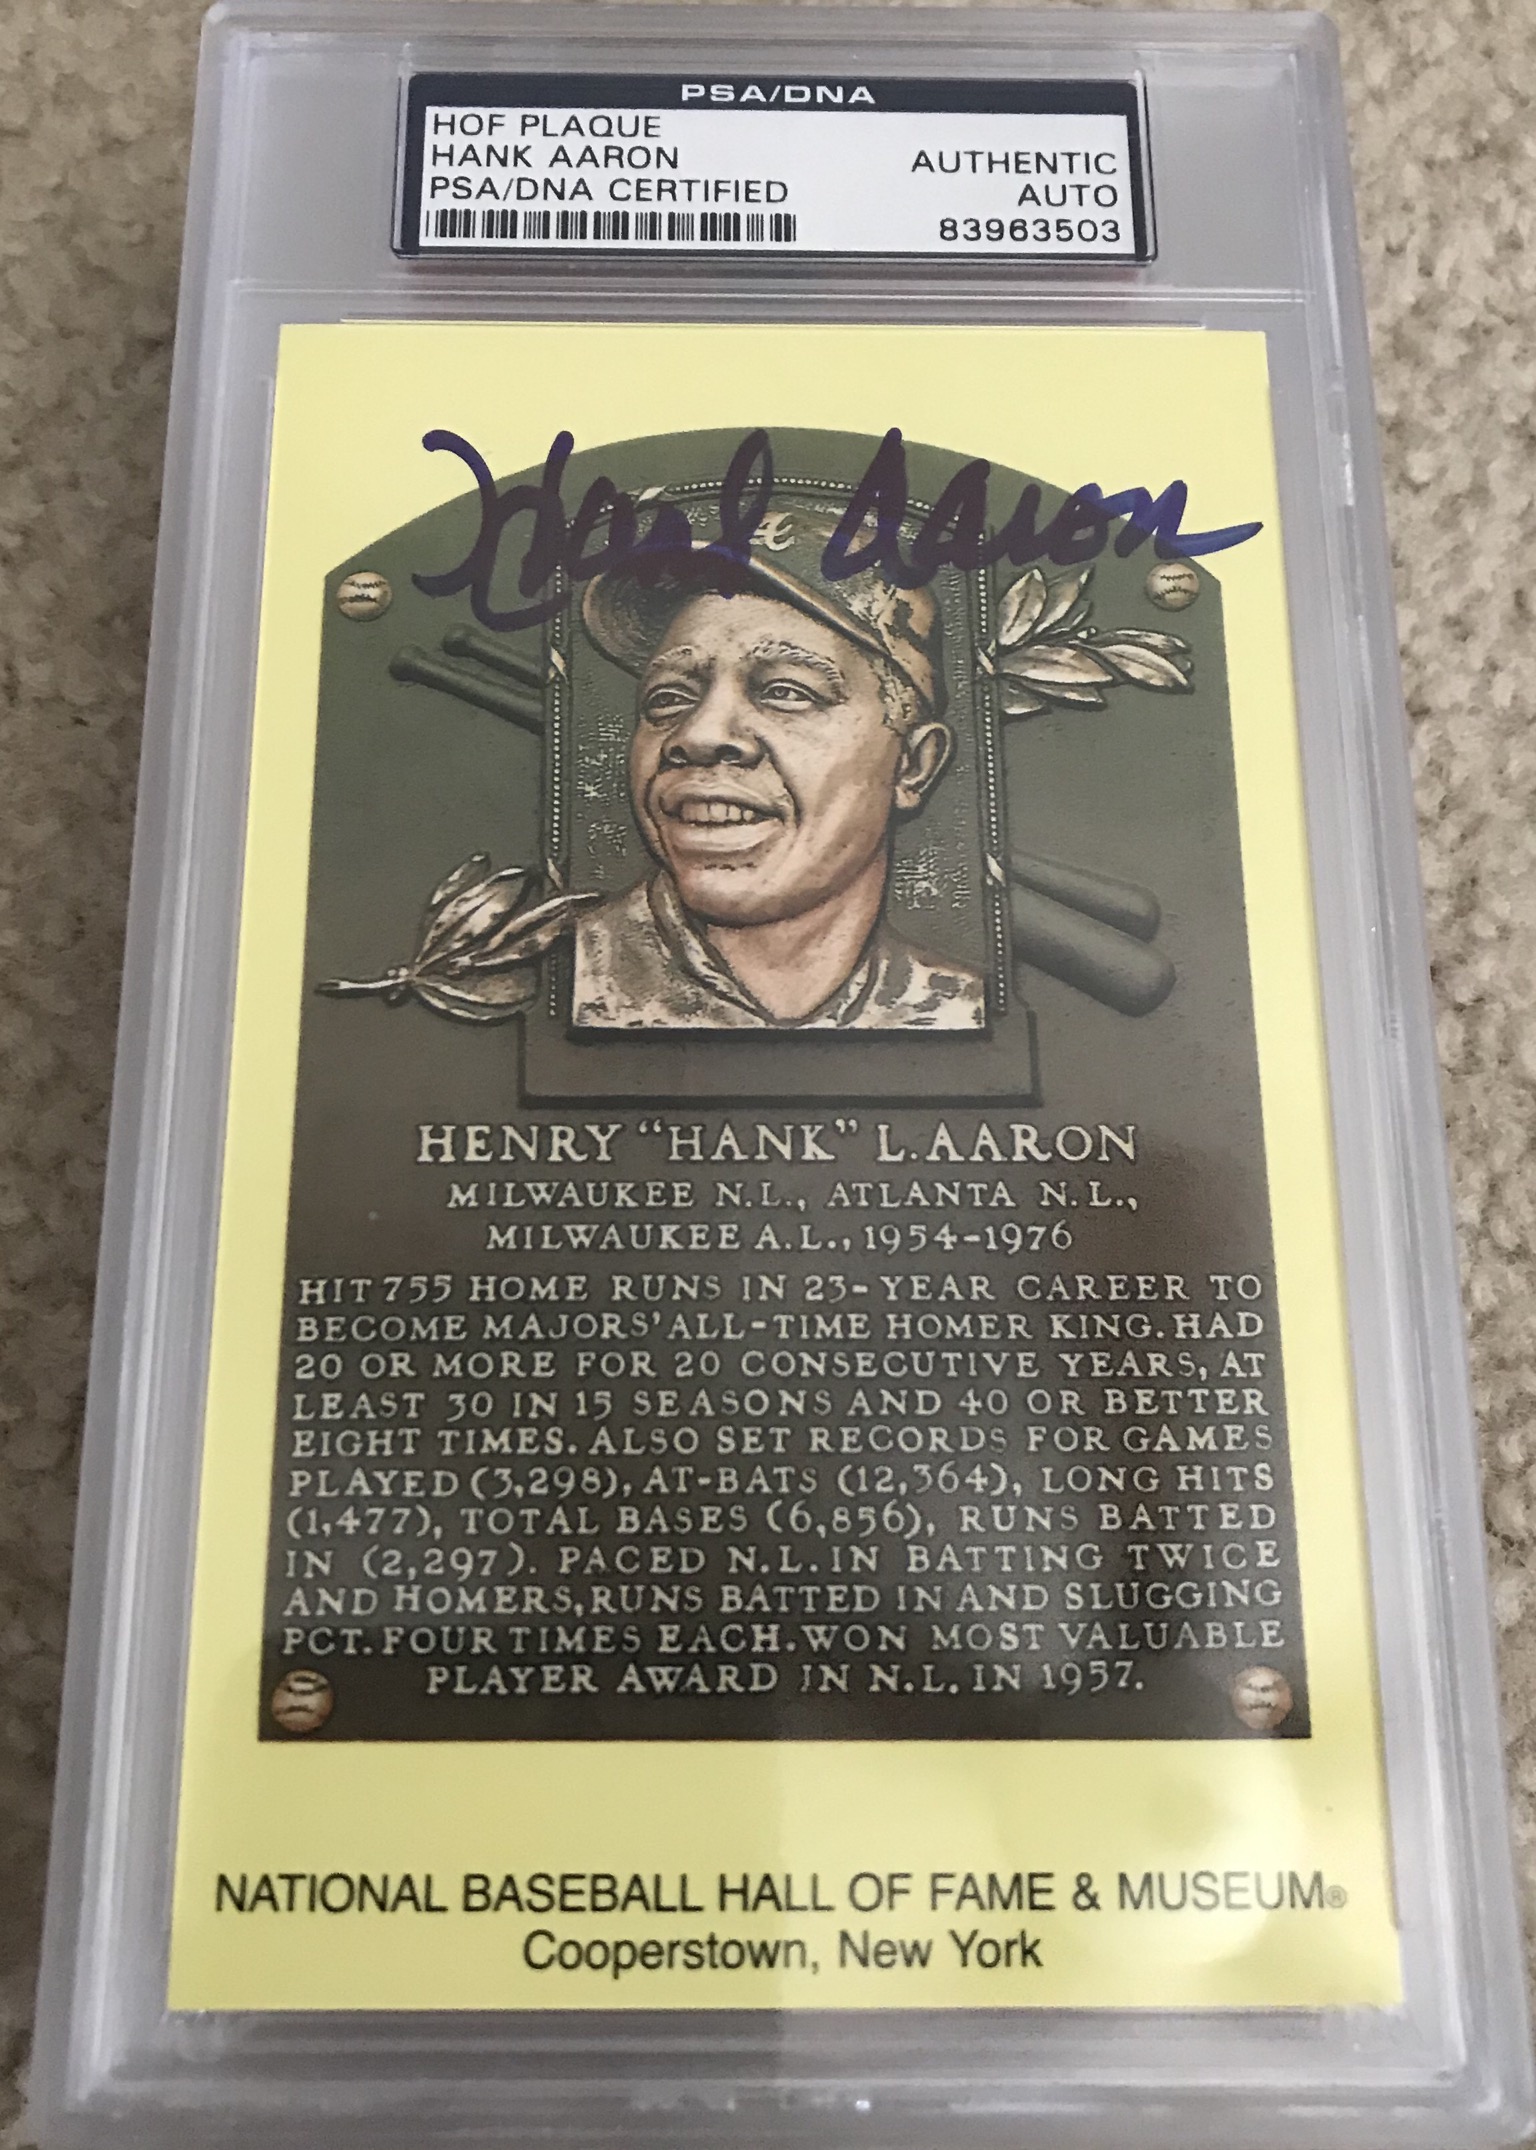 PSA/DNA
HOF PLAQUE
HANK AARON
PSA/DNA CERTIFIED
AUTHENTIC
AUTO
83963503
Hank Aaron
HENRY “HANK” L. AARON
MILWAUKEE N.L., ATLANTA N.L.,
MILWAUKEE A.L., 1954-1976
HIT 755 HOME RUNS IN 23-YEAR CAREER TO
BECOME MAJORS' ALL-TIME HOMER KING. HAD
20 OR MORE FOR 20 CONSECUTIVE YEARS, AT
LEAST 30 IN 15 SEASONS AND 40 OR BETTER
EIGHT TIMES. ALSO SET RECORDS FOR GAMES
PLAYED (3,298), AT-BATS (12,364), LONG HITS
(1,477), TOTAL BASES (6,856), RUNS BATTED
IN (2,297). PACED N.L. IN BATTING TWICE
AND HOMERS, RUNS BATTED IN AND SLUGGING
PCT. FOUR TIMES EACH. WON MOST VALUABLE
PLAYER AWARD IN N.L. IN 1957.
NATIONAL BASEBALL HALL OF FAME & MUSEUM®
Cooperstown, New York